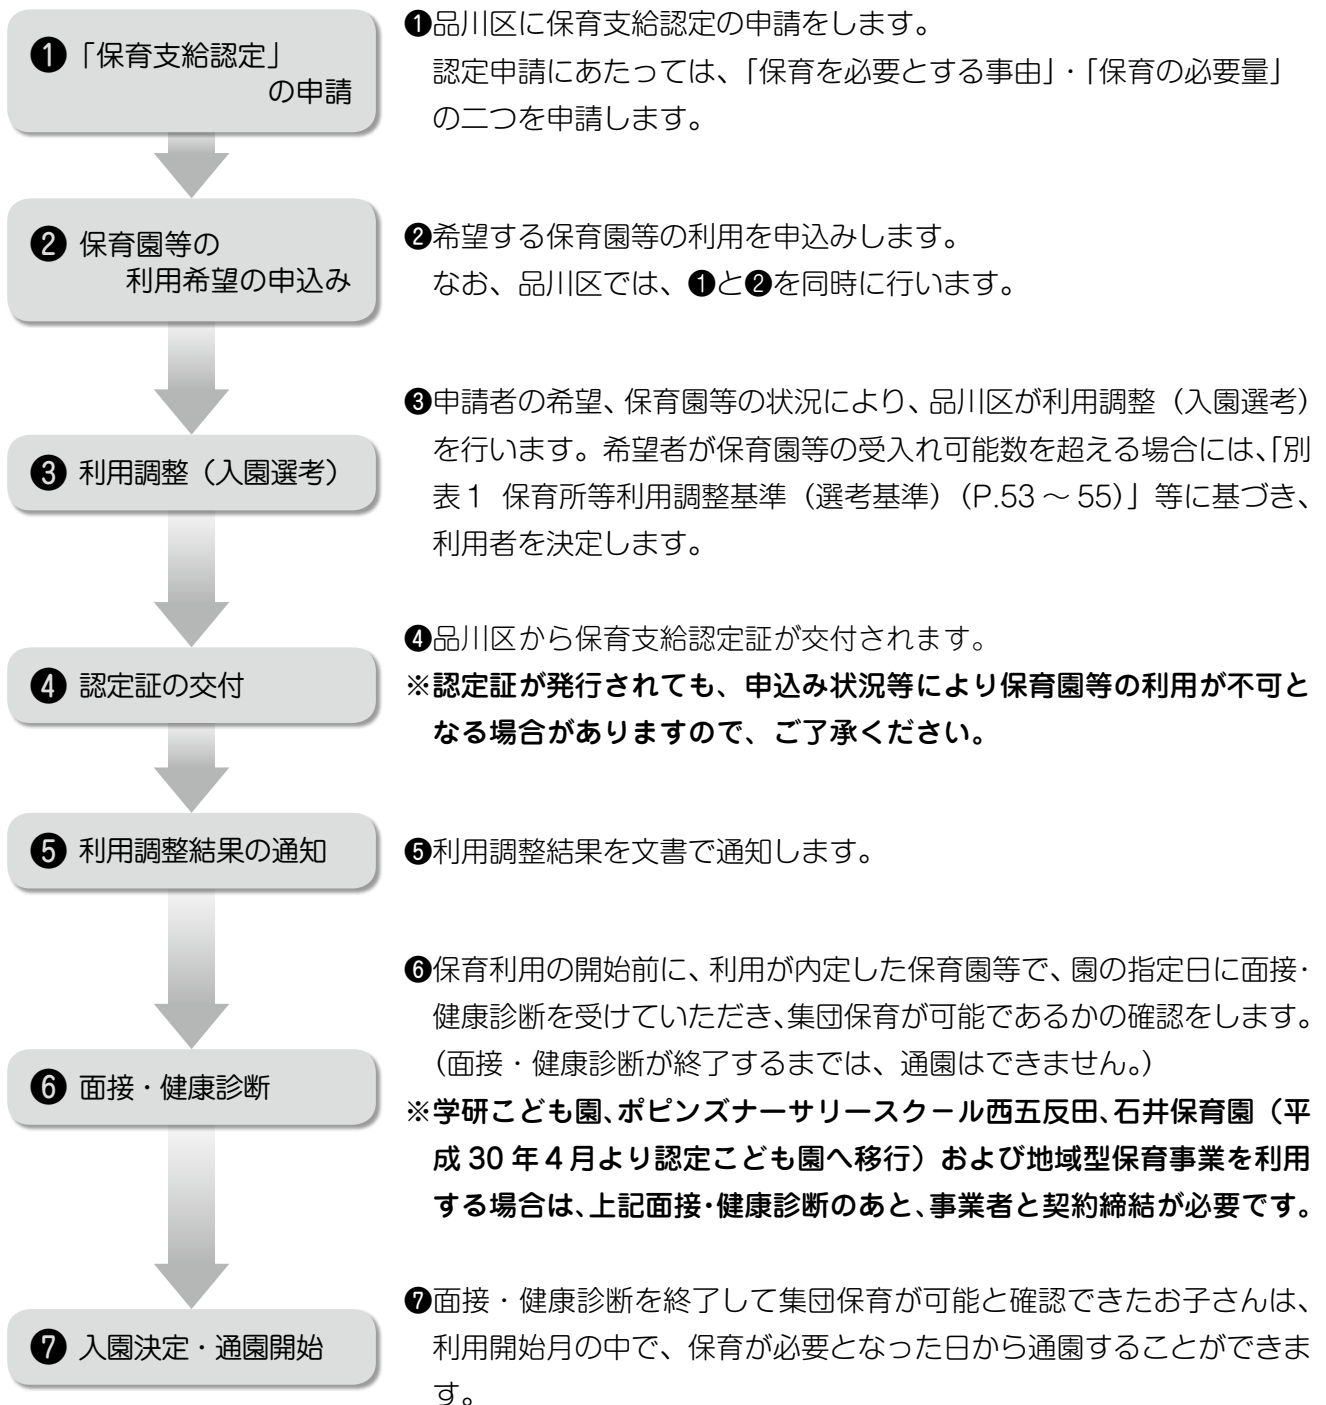 ❶「保育支給認定」
の申請
❶品川区に保育支給認定の申請をします。
認定申請にあたっては、「保育を必要とする事由」・「保育の必要量」
の二つを申請します。
❷ 保育園等の
利用希望の申込み
❷希望する保育園等の利用を申込みします。
なお、品川区では、❶と❷を同時に行います。
❸ 利用調整（入園選考）
❸申請者の希望、保育園等の状況により、品川区が利用調整（入園選考）
を行います。希望者が保育園等の受入れ可能数を超える場合には、「別
表１ 保育所等利用調整基準（選考基準）（P.53 ～ 55）」等に基づき、
利用者を決定します。
❹ 認定証の交付
❹品川区から保育支給認定証が交付されます。
※認定証が発行されても、申込み状況等により保育園等の利用が不可と
なる場合がありますので、ご了承ください。
❺ 利用調整結果の通知
❺利用調整結果を文書で通知します。
❻ 面接・健康診断
❻保育利用の開始前に、利用が内定した保育園等で、園の指定日に面接・
健康診断を受けていただき、集団保育が可能であるかの確認をします。
（面接・健康診断が終了するまでは、通園はできません。）
※学研こども園、ポピンズナーサリースクール西五反田、石井保育園（平
成 30 年４月より認定こども園へ移行）および地域型保育事業を利用
する場合は、上記面接・健康診断のあと、事業者と契約締結が必要です。
❼ 入園決定・通園開始
❼面接・健康診断を終了して集団保育が可能と確認できたお子さんは、
利用開始月の中で、保育が必要となった日から通園することができま
す。